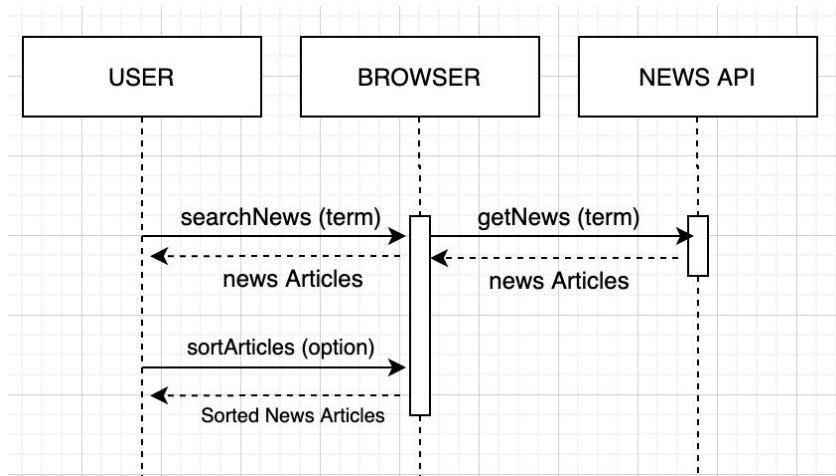 USER
BROWSER
NEWS API
searchNews (term)
getNews (term)
news Articles
news Articles
sortArticles (option)
Sorted News Articles